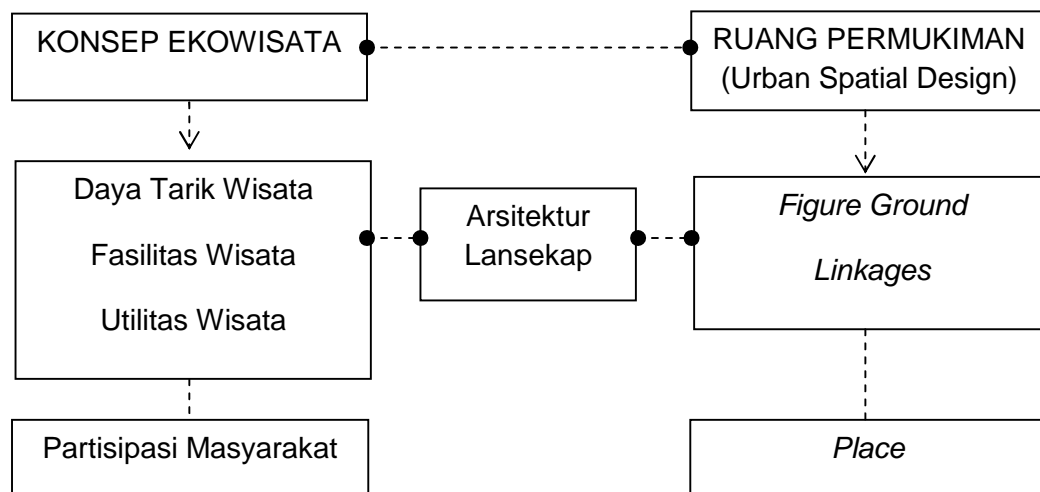 KONSEP EKOWISATA
RUANG PERMUKIMAN
(Urban Spatial Design)
Daya Tarik Wisata
Fasilitas Wisata
Utilitas Wisata
Arsitektur
Lansekap
Figure Ground
Linkages
Partisipasi Masyarakat
Place